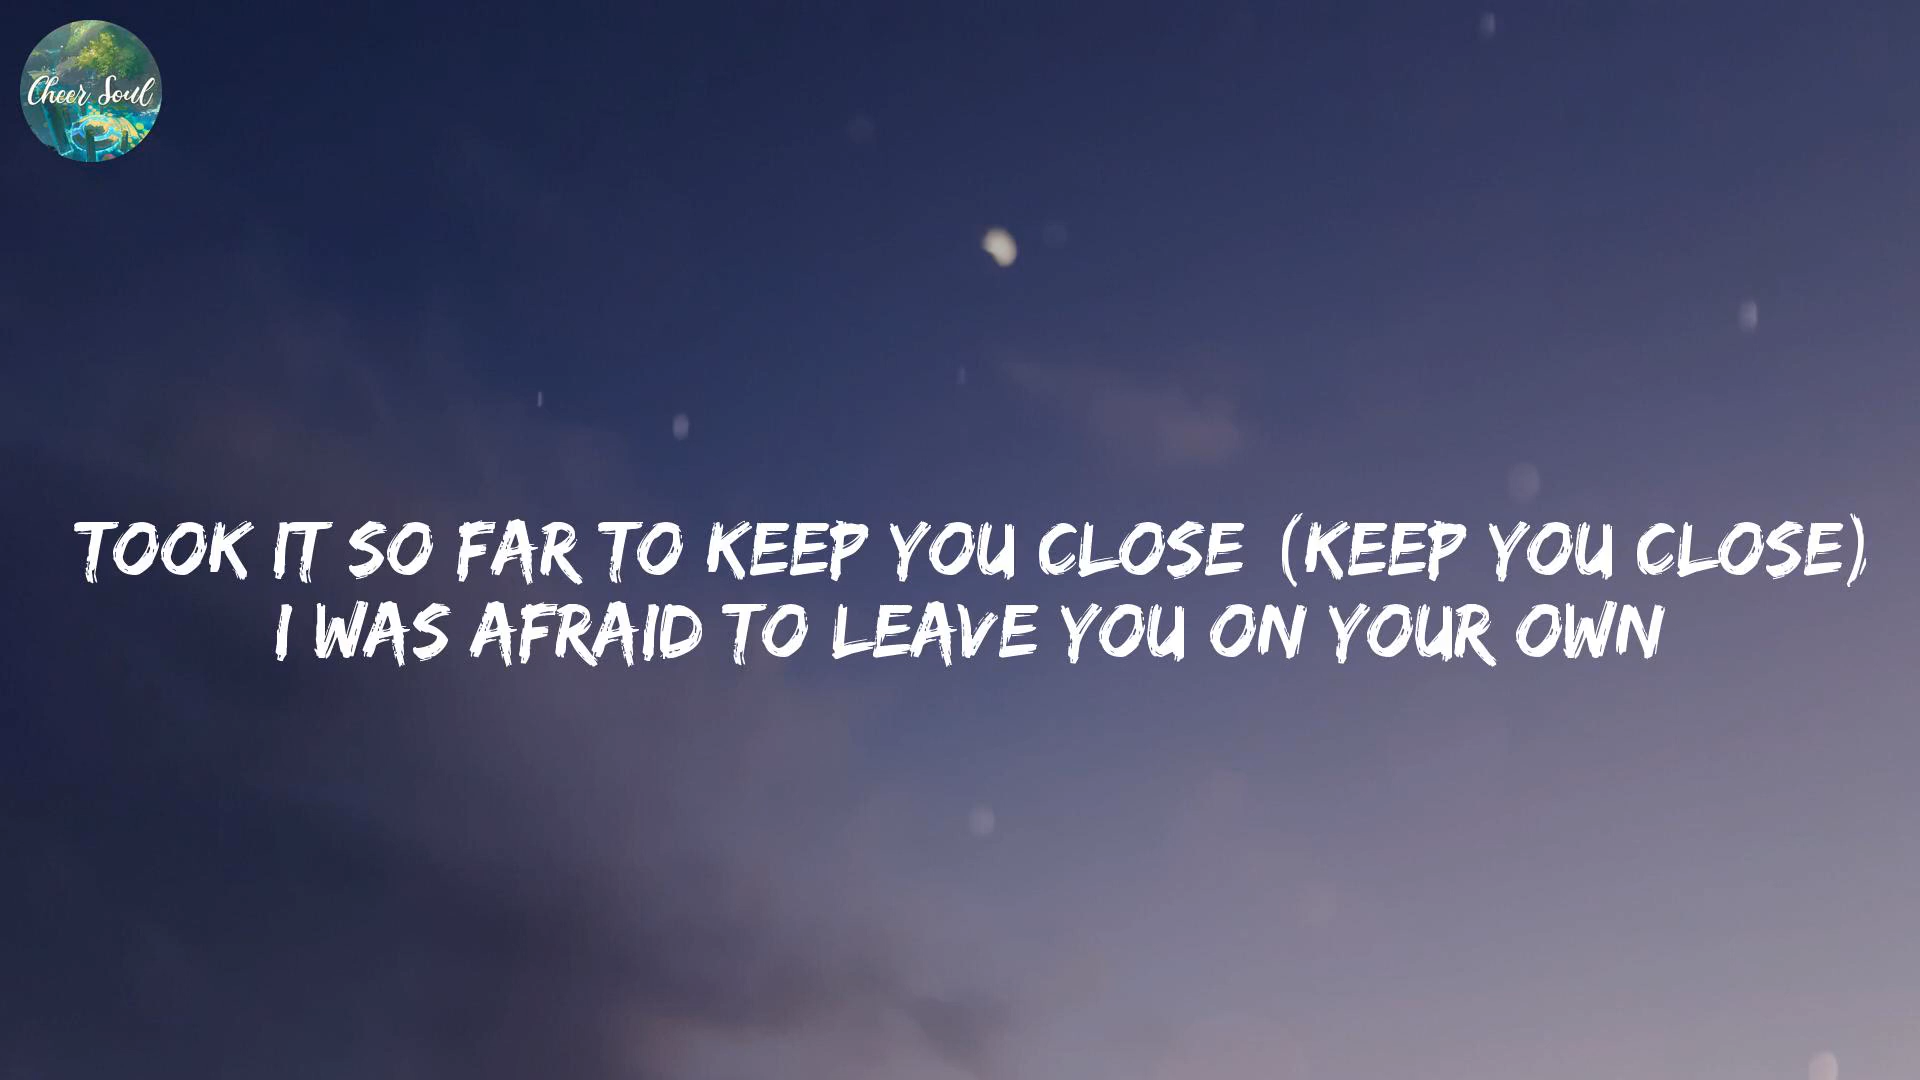 Cheer Soul
TOOK IT SO FAR TO KEEP YOU CLOSE (KEEP YOU CLOSE)
I WAS AFRAID TO LEAVE YOU ON YOUR OWN